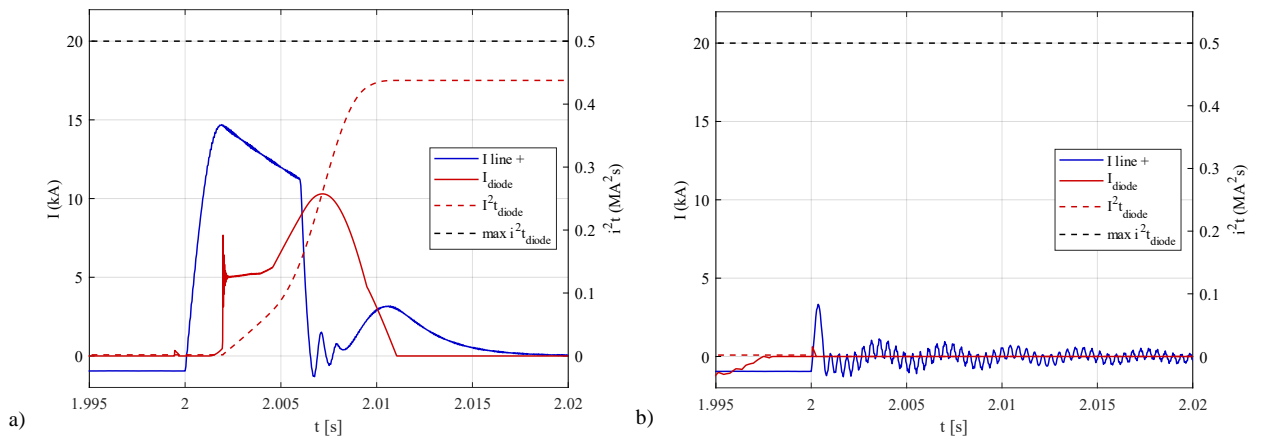 20
15
10
5
0
I (kA)
0.5
0.4
0.3
0.2
0.1
0
i²t (MA²s)
I line +
I_diode
I²t_diode
max i²t_diode
1.995
2
2.005
2.01
2.015
2.02
t [s]
a)
20
15
10
5
0
I (kA)
0.5
0.4
0.3
0.2
0.1
0
i²t (MA²s)
I line +
I_diode
I²t_diode
max i²t_diode
1.995
2
2.005
2.01
2.015
2.02
t [s]
b)